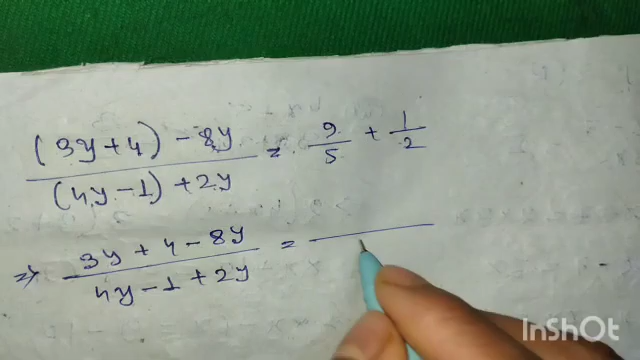 (3y+4) - 8y / (4y-1) + 2y = 9/5 + 1/2
⇒ 3y + 4 - 8y / 4y - 1 + 2y =
InShOt